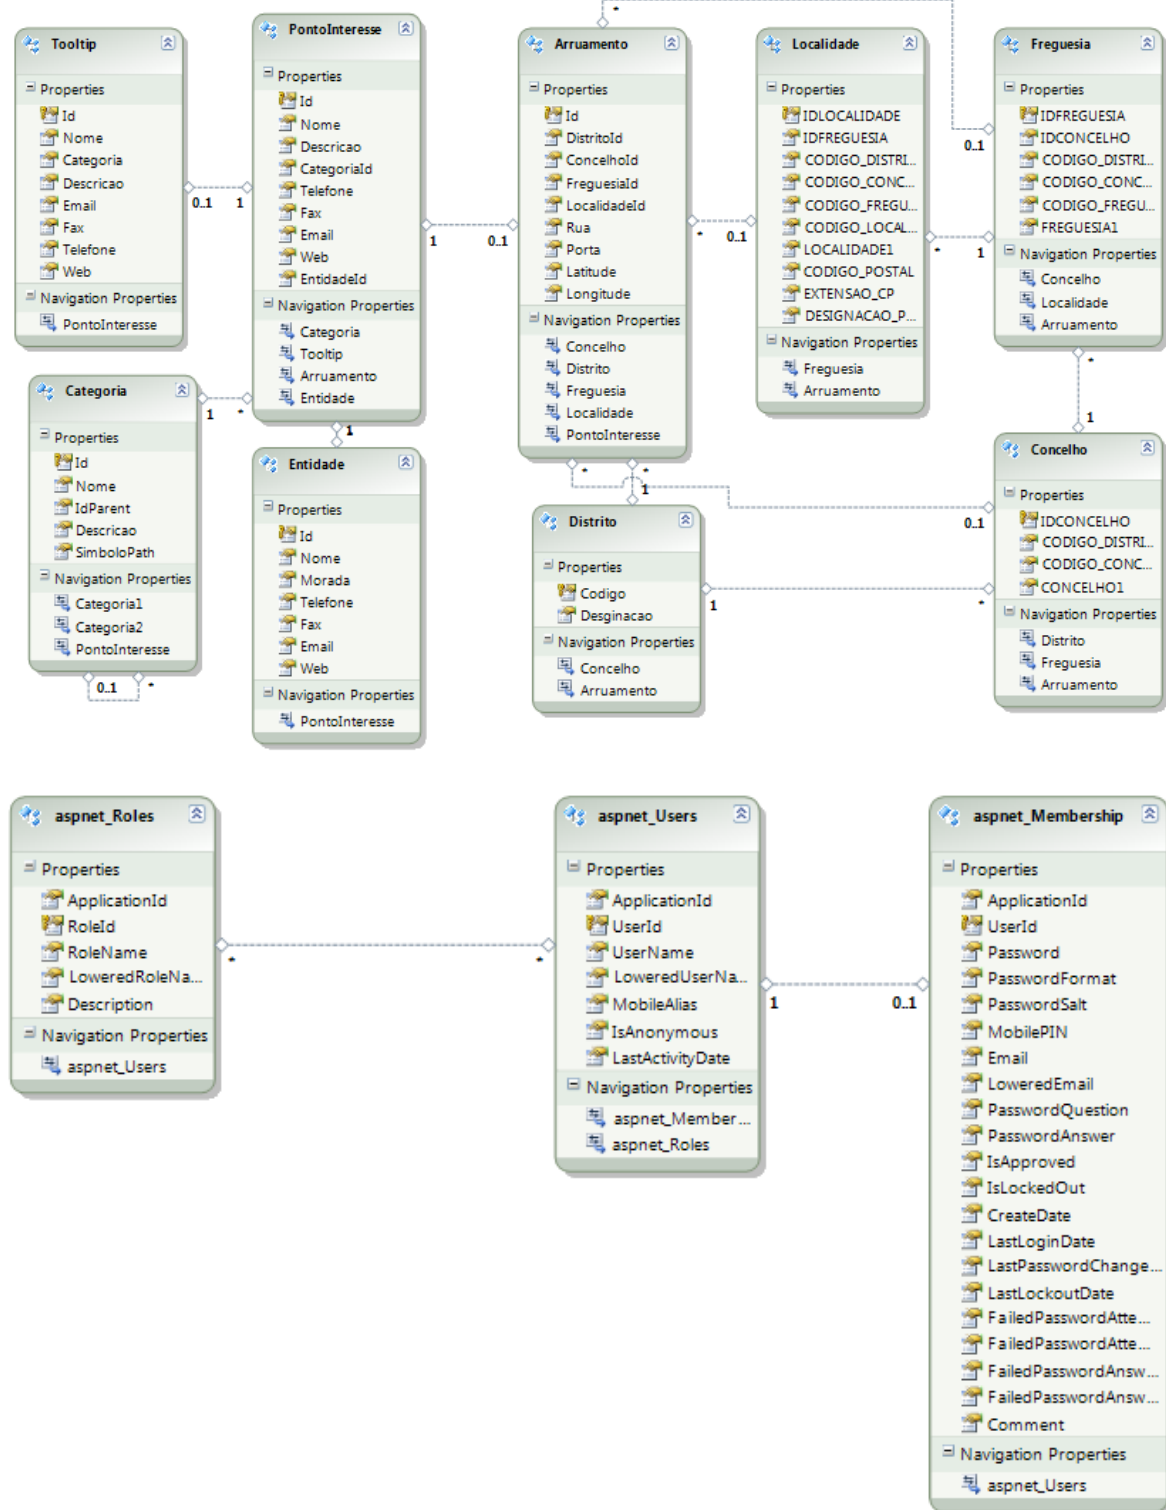 Tooltip
Properties
Id
Nome
Categoria
Descricao
Email
Fax
Telefone
Web
Navigation Properties
PontoInteresse
0..1
1
PontoInteresse
Properties
Id
Nome
Descricao
CategoriaId
Telefone
Fax
Email
Web
EntidadeId
Navigation Properties
Categoria
Tooltip
Arruamento
Entidade
1
0..1
*
Arruamento
Properties
Id
DistritoId
ConcelhoId
FreguesiaId
LocalidadeId
Rua
Porta
Latitude
Longitude
Navigation Properties
Concelho
Distrito
Freguesia
Localidade
PontoInteresse
*
0..1
Localidade
Properties
IDLOCALIDADE
IDFREGUESIA
CODIGO_DISTRI...
CODIGO_CONC...
CODIGO_FREGU...
CODIGO_LOCAL...
LOCALIDADE1
CODIGO_POSTAL
EXTENSAO_CP
DESIGNACAO_P...
Navigation Properties
Freguesia
Arruamento
0..1
*
1
Freguesia
Properties
IDFREGUESIA
IDCONCELHO
CODIGO_DISTRI...
CODIGO_CONC...
CODIGO_FREGU...
FREGUESIA1
Navigation Properties
Concelho
Localidade
Arruamento
*
1
Categoria
Properties
Id
Nome
IdParent
Descricao
SimboloPath
Navigation Properties
Categoria1
Categoria2
PontoInteresse
0..1
*
1
*
1
Entidade
Properties
Id
Nome
Morada
Telefone
Fax
Email
Web
Navigation Properties
PontoInteresse
*
*
1
0..1
Distrito
Properties
Codigo
Desginacao
Navigation Properties
Concelho
Arruamento
1
*
Concelho
Properties
IDCONCELHO
CODIGO_DISTRI...
CODIGO_CONC...
CONCELHO1
Navigation Properties
Distrito
Freguesia
Arruamento
aspnet_Roles
Properties
ApplicationId
RoleId
RoleName
LoweredRoleNa...
Description
Navigation Properties
aspnet_Users
*
*
aspnet_Users
Properties
ApplicationId
UserId
UserName
LoweredUserNa...
MobileAlias
IsAnonymous
LastActivityDate
Navigation Properties
aspnet_Member...
aspnet_Roles
1
0..1
aspnet_Membership
Properties
ApplicationId
UserId
Password
PasswordFormat
PasswordSalt
MobilePIN
Email
LoweredEmail
PasswordQuestion
PasswordAnswer
IsApproved
IsLockedOut
CreateDate
LastLoginDate
LastPasswordChange...
LastLockoutDate
FailedPasswordAtte...
FailedPasswordAtte...
FailedPasswordAnsw...
FailedPasswordAnsw...
Comment
Navigation Properties
aspnet_Users